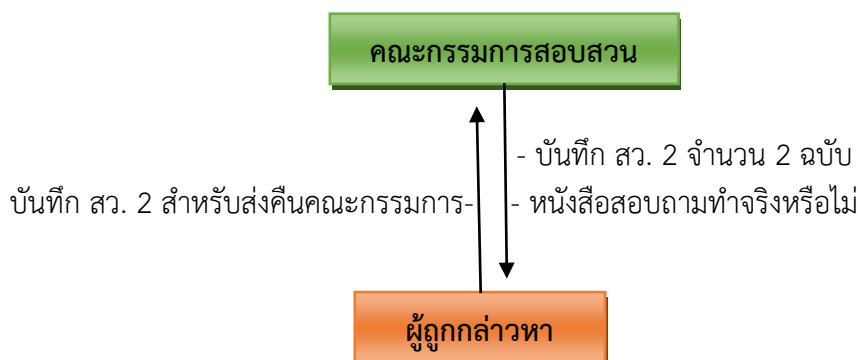 คณะกรรมการสอบสวน
- บันทึก สว. 2 จำนวน 2 ฉบับ
บันทึก สว. 2 สำหรับส่งคืนคณะกรรมการ-
- หนังสือสอบถามทำจริงหรือไม่
ผู้ถูกกล่าวหา